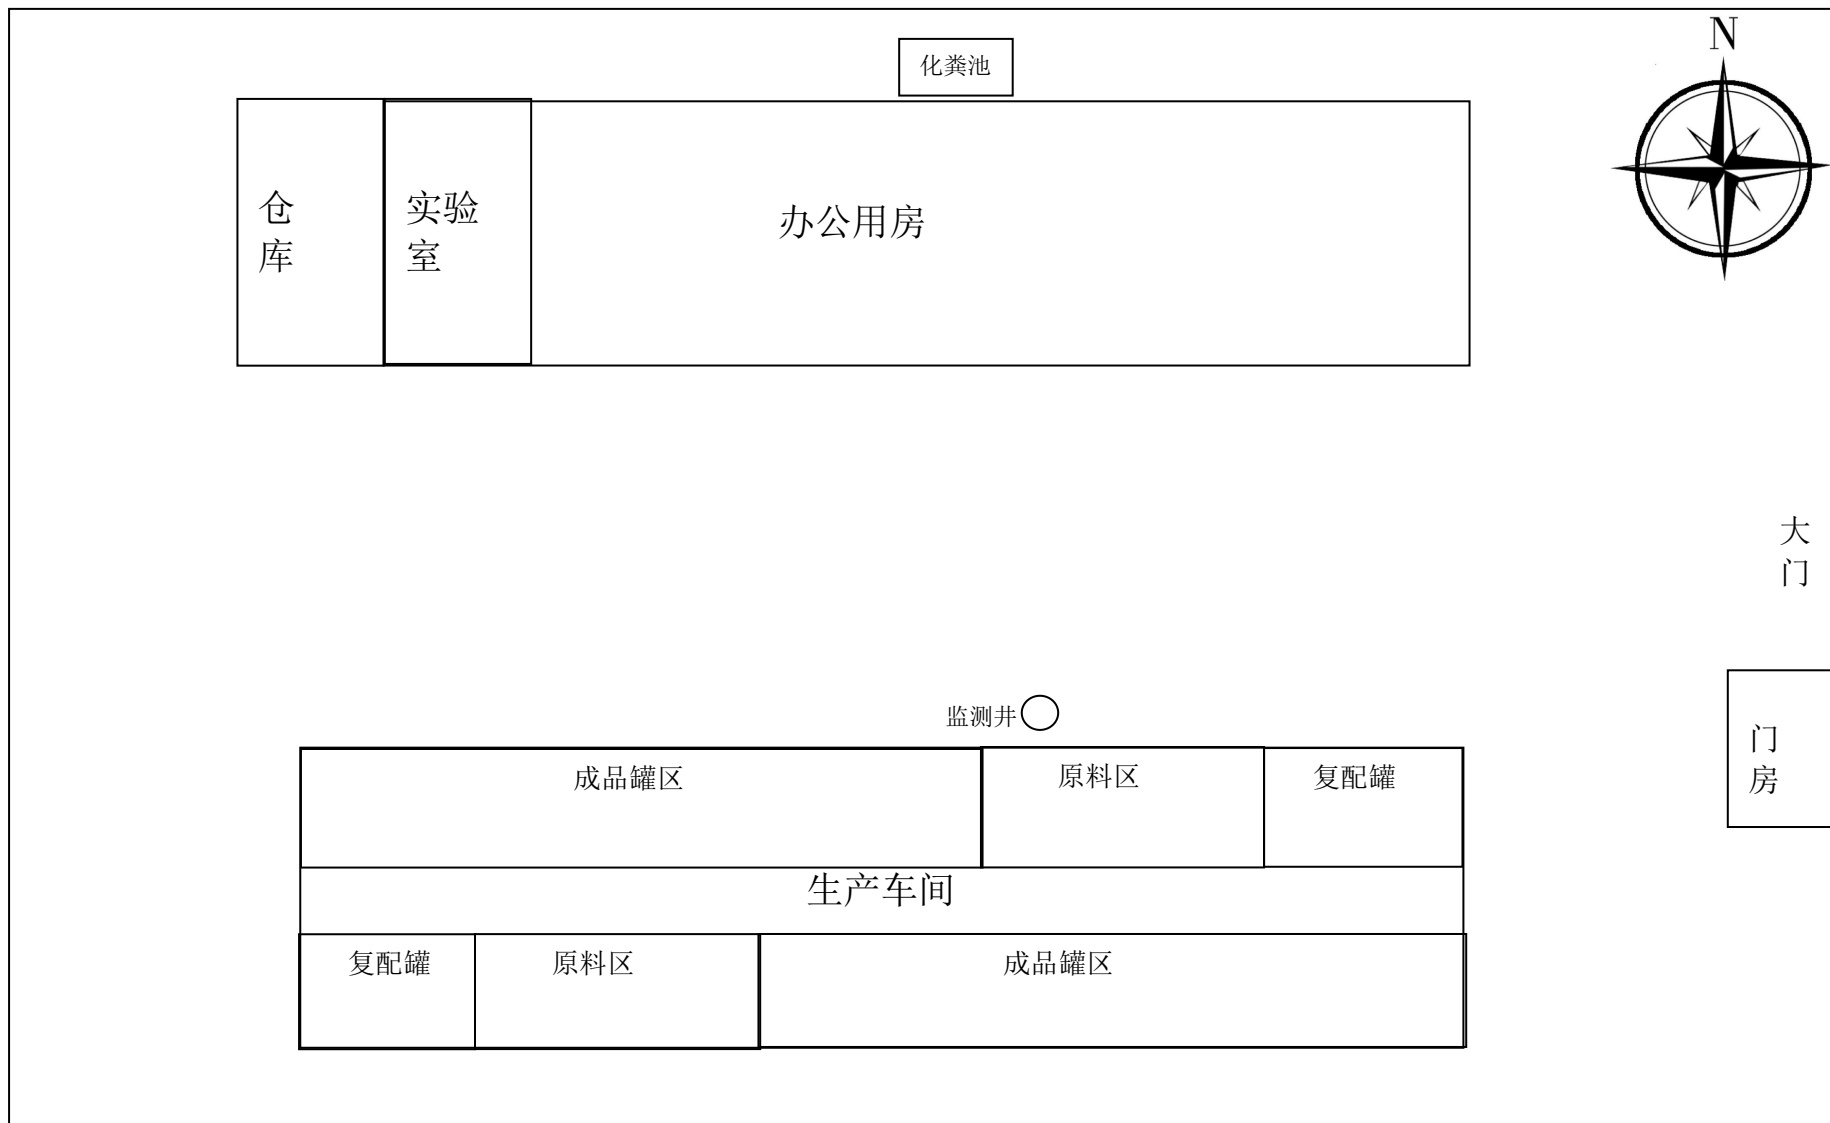 N
化粪池
仓
库
实验
室
办公用房
大
门
监测井
门
房
成品罐区
原料区
复配罐
生产车间
复配罐
原料区
成品罐区